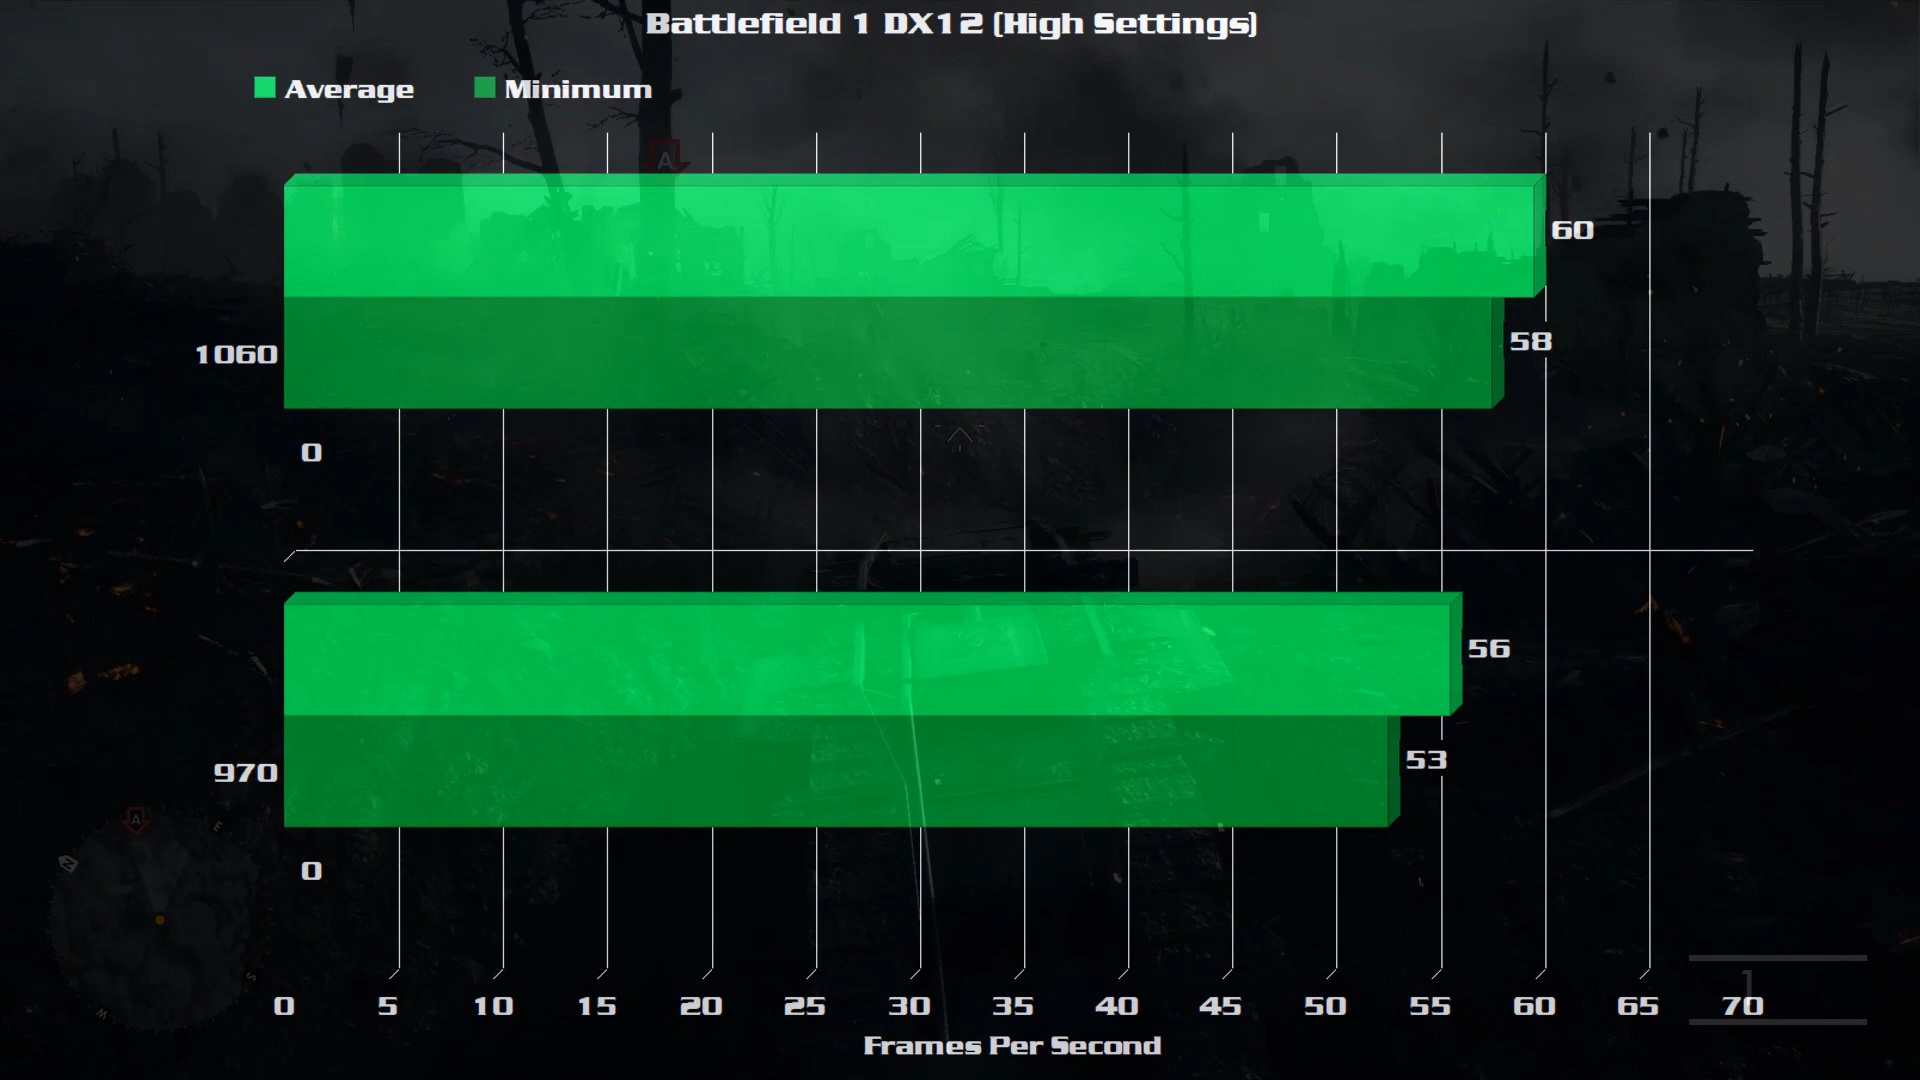 Battlefield 1 DX12 (High Settings)
Average Minimum
A
60
1060
58
0
56
970
53
0
A
E
N
S
W
1
0 5 10 15 20 25 30 35 40 45 50 55 60 65 70
Frames Per Second